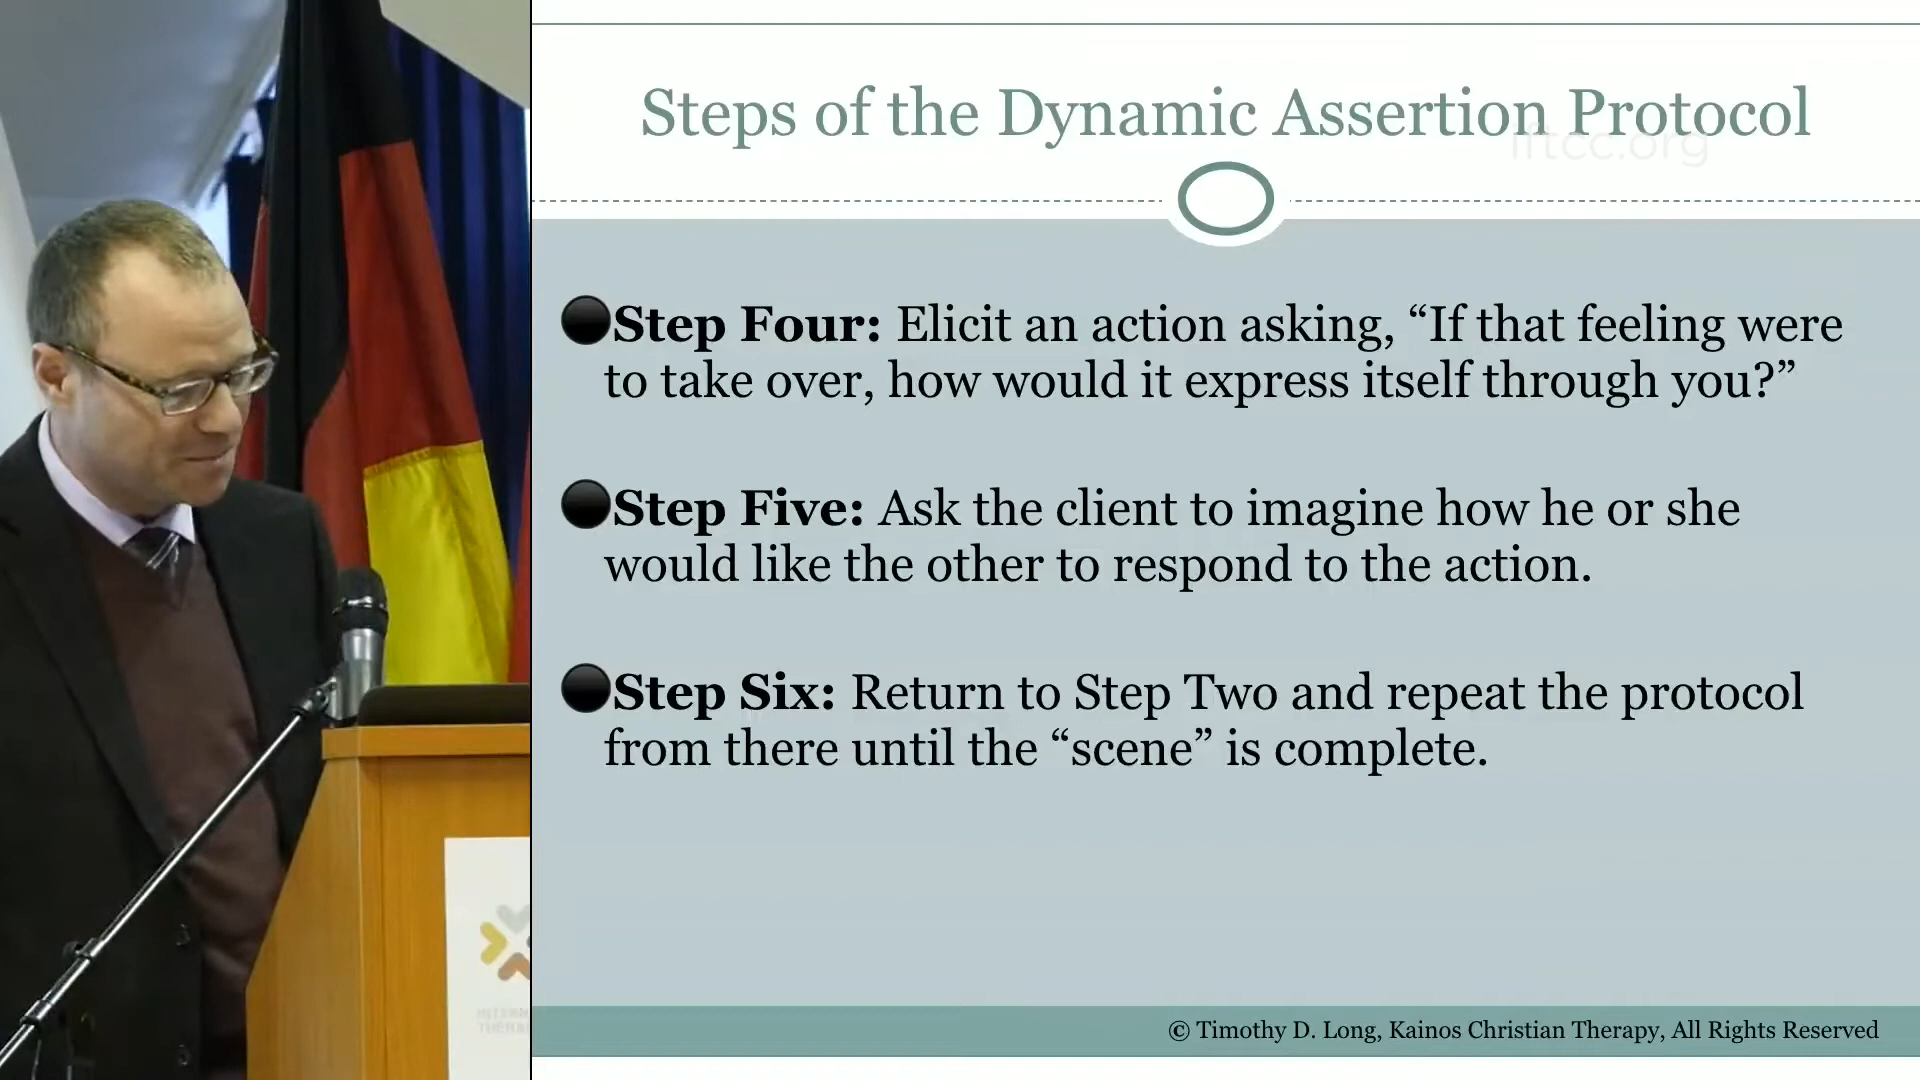 Steps of the Dynamic Assertion Protocol
iftcc.org
Step Four: Elicit an action asking, “If that feeling were
to take over, how would it express itself through you?”
Step Five: Ask the client to imagine how he or she
would like the other to respond to the action.
Step Six: Return to Step Two and repeat the protocol
from there until the “scene” is complete.
© Timothy D. Long, Kainos Christian Therapy, All Rights Reserved